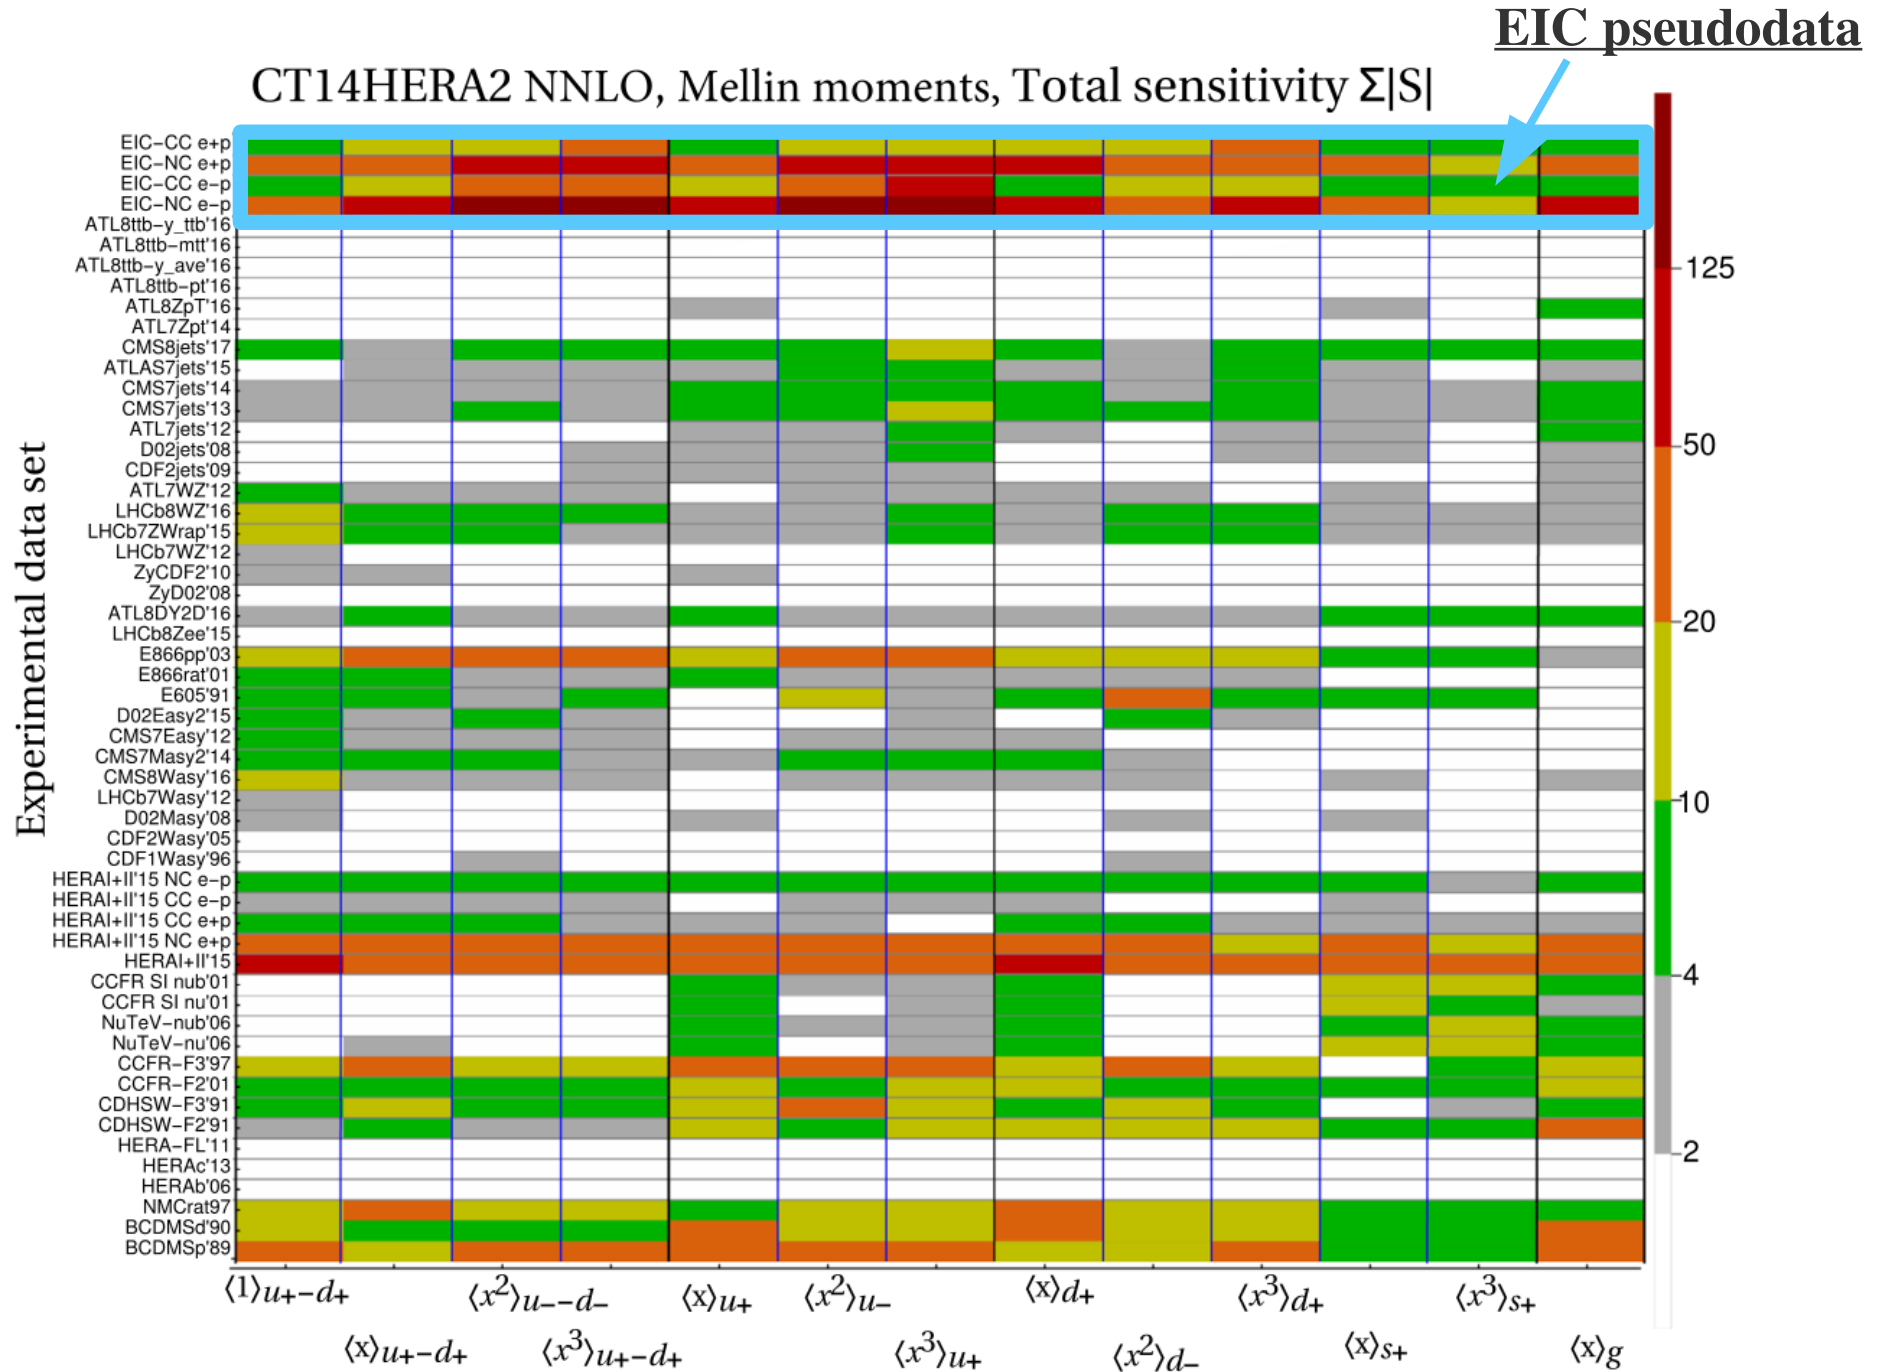 EIC pseudodata
CT14HERA2 NNLO, Mellin moments, Total sensitivity Σ|S|
Experimental data set
EIC−CC e+p
EIC−NC e+p
EIC−CC e−p
EIC−NC e−p
ATL8ttb−y_ttb'16
ATL8ttb−mtt'16
ATL8ttb−y_ave'16
ATL8ttb−pt'16
ATL8ZpT'16
ATL7Zpt'14
CMS8jets'17
ATLAS7jets'15
CMS7jets'14
CMS7jets'13
ATL7jets'12
D02jets'08
CDF2jets'09
ATL7WZ'12
LHCb8WZ'16
LHCb7ZWrap'15
LHCb7WZ'12
ZyCDF2'10
ZyD02'08
ATL8DY2D'16
LHCb8Zee'15
E866pp'03
E866rat'01
E605'91
D02Easy2'15
CMS7Easy'12
CMS7Masy2'14
CMS8Wasy'16
LHCb7Wasy'12
D02Masy'08
CDF2Wasy'05
CDF1Wasy'96
HERAI+II'15 NC e−p
HERAI+II'15 CC e−p
HERAI+II'15 CC e+p
HERAI+II'15 NC e+p
HERAI+II'15
CCFR SI nub'01
CCFR SI nu'01
NuTeV−nub'06
NuTeV−nu'06
CCFR−F3'97
CCFR−F2'01
CDHSW−F3'91
CDHSW−F2'91
HERA−FL'11
HERAc'13
HERAb'06
NMCrat97
BCDMSd'90
BCDMSp'89
125
50
20
10
4
2
⟨1⟩u+−d+ ⟨x²⟩u−−d− ⟨x⟩u+ ⟨x²⟩u− ⟨x⟩d+ ⟨x³⟩d+ ⟨x³⟩s+
⟨x⟩u+−d+ ⟨x³⟩u+−d+ ⟨x³⟩u+ ⟨x²⟩d− ⟨x⟩s+ ⟨x⟩g